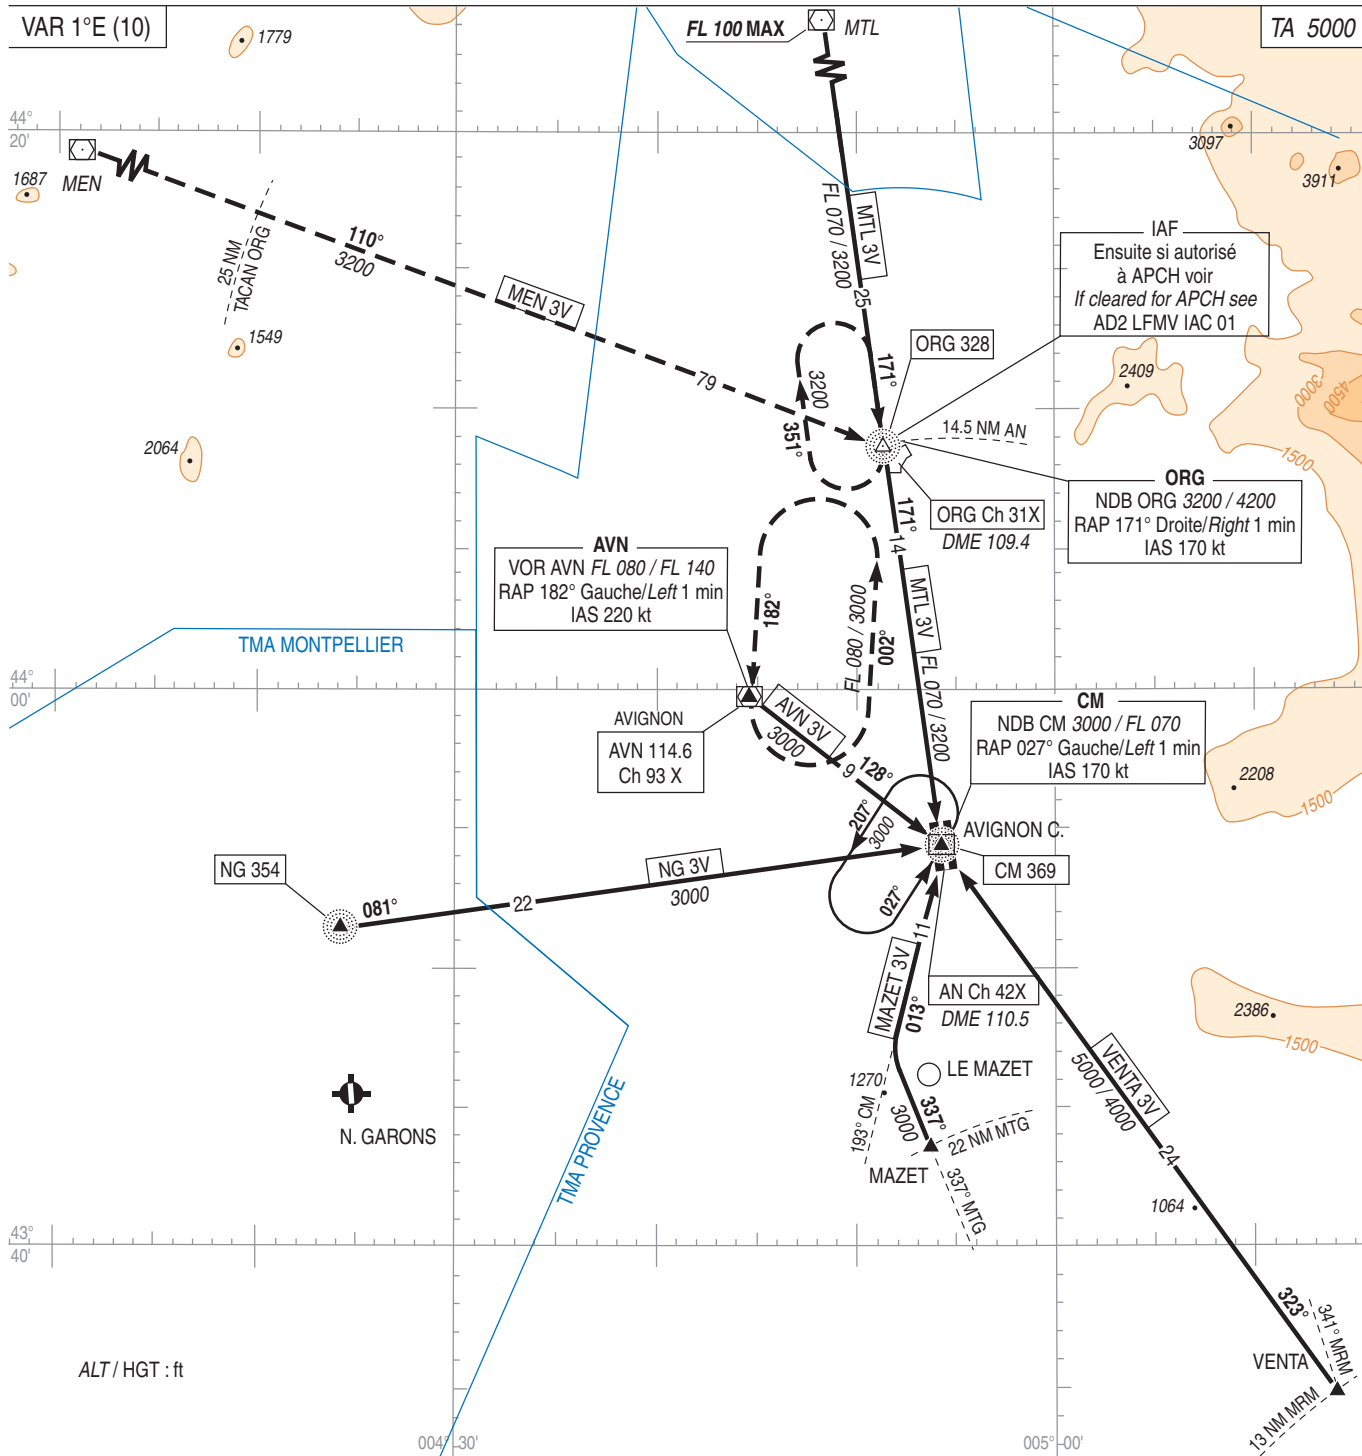 VAR 1°E (10)
1779
FL 100 MAX
MTL
TA 5000
44°
20'
MEN
1687
3097
3911
25 NM
TACAN ORG
110°
3200
MEN 3V
79
1549
FL 070 / 3200
MTL 3V
25
171°
IAF
Ensuite si autorisé
à APCH voir
If cleared for APCH see
AD2 LFMV IAC 01
ORG 328
2409
3000
4500
1500
3200
351°
14.5 NM AN
2064
ORG
NDB ORG 3200 / 4200
RAP 171° Droite/Right 1 min
IAS 170 kt
ORG Ch 31X
DME 109.4
171°
14
MTL 3V
FL 070 / 3200
AVN
VOR AVN FL 080 / FL 140
RAP 182° Gauche/Left 1 min
IAS 220 kt
182°
FL 080 / 3000
002°
TMA MONTPELLIER
44°
00'
AVIGNON
AVN 114.6
Ch 93 X
AVN 3V
3000
9
128°
CM
NDB CM 3000 / FL 070
RAP 027° Gauche/Left 1 min
IAS 170 kt
2208
1500
207°
3000
027°
AVIGNON C.
CM 369
NG 354
081°
22
NG 3V
3000
11
MAZET 3V
013°
AN Ch 42X
DME 110.5
2386
1500
LE MAZET
1270
193° CM
3000
337°
22 NM MTG
MAZET
337° MTG
VENTA 3V
5000 / 4000
24
1064
N. GARONS
TMA PROVENCE
43°
40'
323°
341° MRM
VENTA
13 NM MRM
ALT / HGT : ft
004° 30'
005° 00'